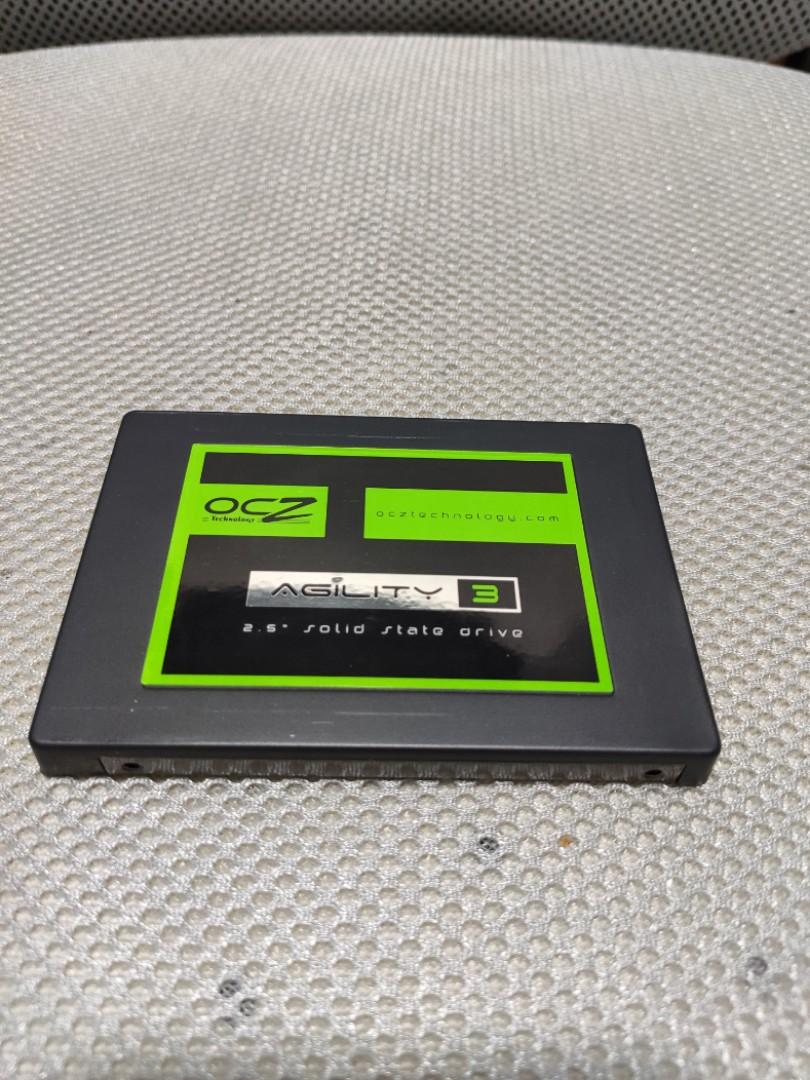 OCZ
Technology
ocztechnology.com
AGILITY 3
2.5" solid state drive